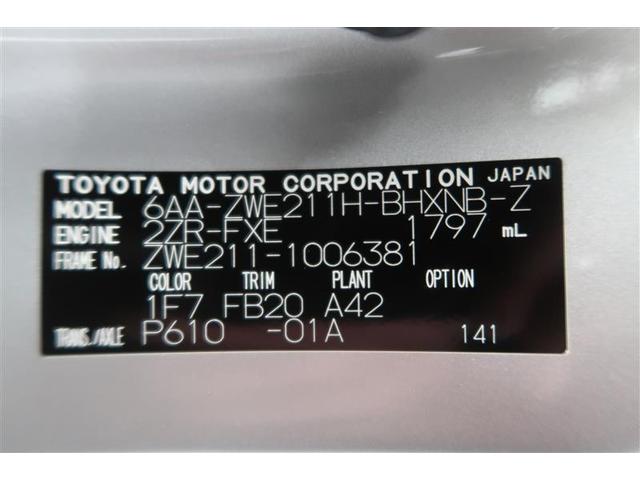 TOYOTA MOTOR CORPORATION JAPAN
MODEL 6AA-ZWE211H-BHXNB-Z
ENGINE 2ZR-FXE 1797 mL
FRAME No. ZWE211-1006381
COLOR TRIM PLANT OPTION
1F7 FB20 A42
TRANS./AXLE P610 -01A 141